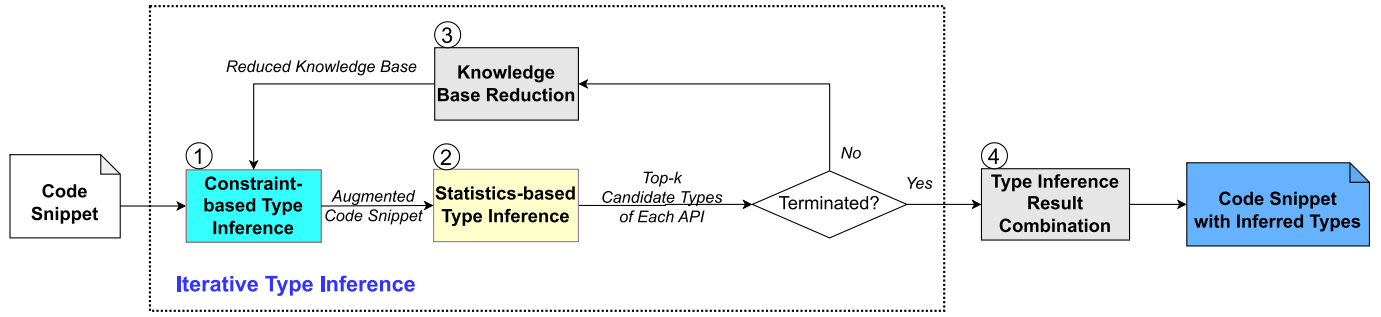 ③
Knowledge
Base Reduction
Reduced Knowledge Base
Code
Snippet
①
Constraint-
based Type
Inference
Augmented
Code Snippet
②
Statistics-based
Type Inference
Top-k
Candidate Types
of Each API
Terminated?
No
Yes
④
Type Inference
Result
Combination
Code Snippet
with Inferred Types
Iterative Type Inference